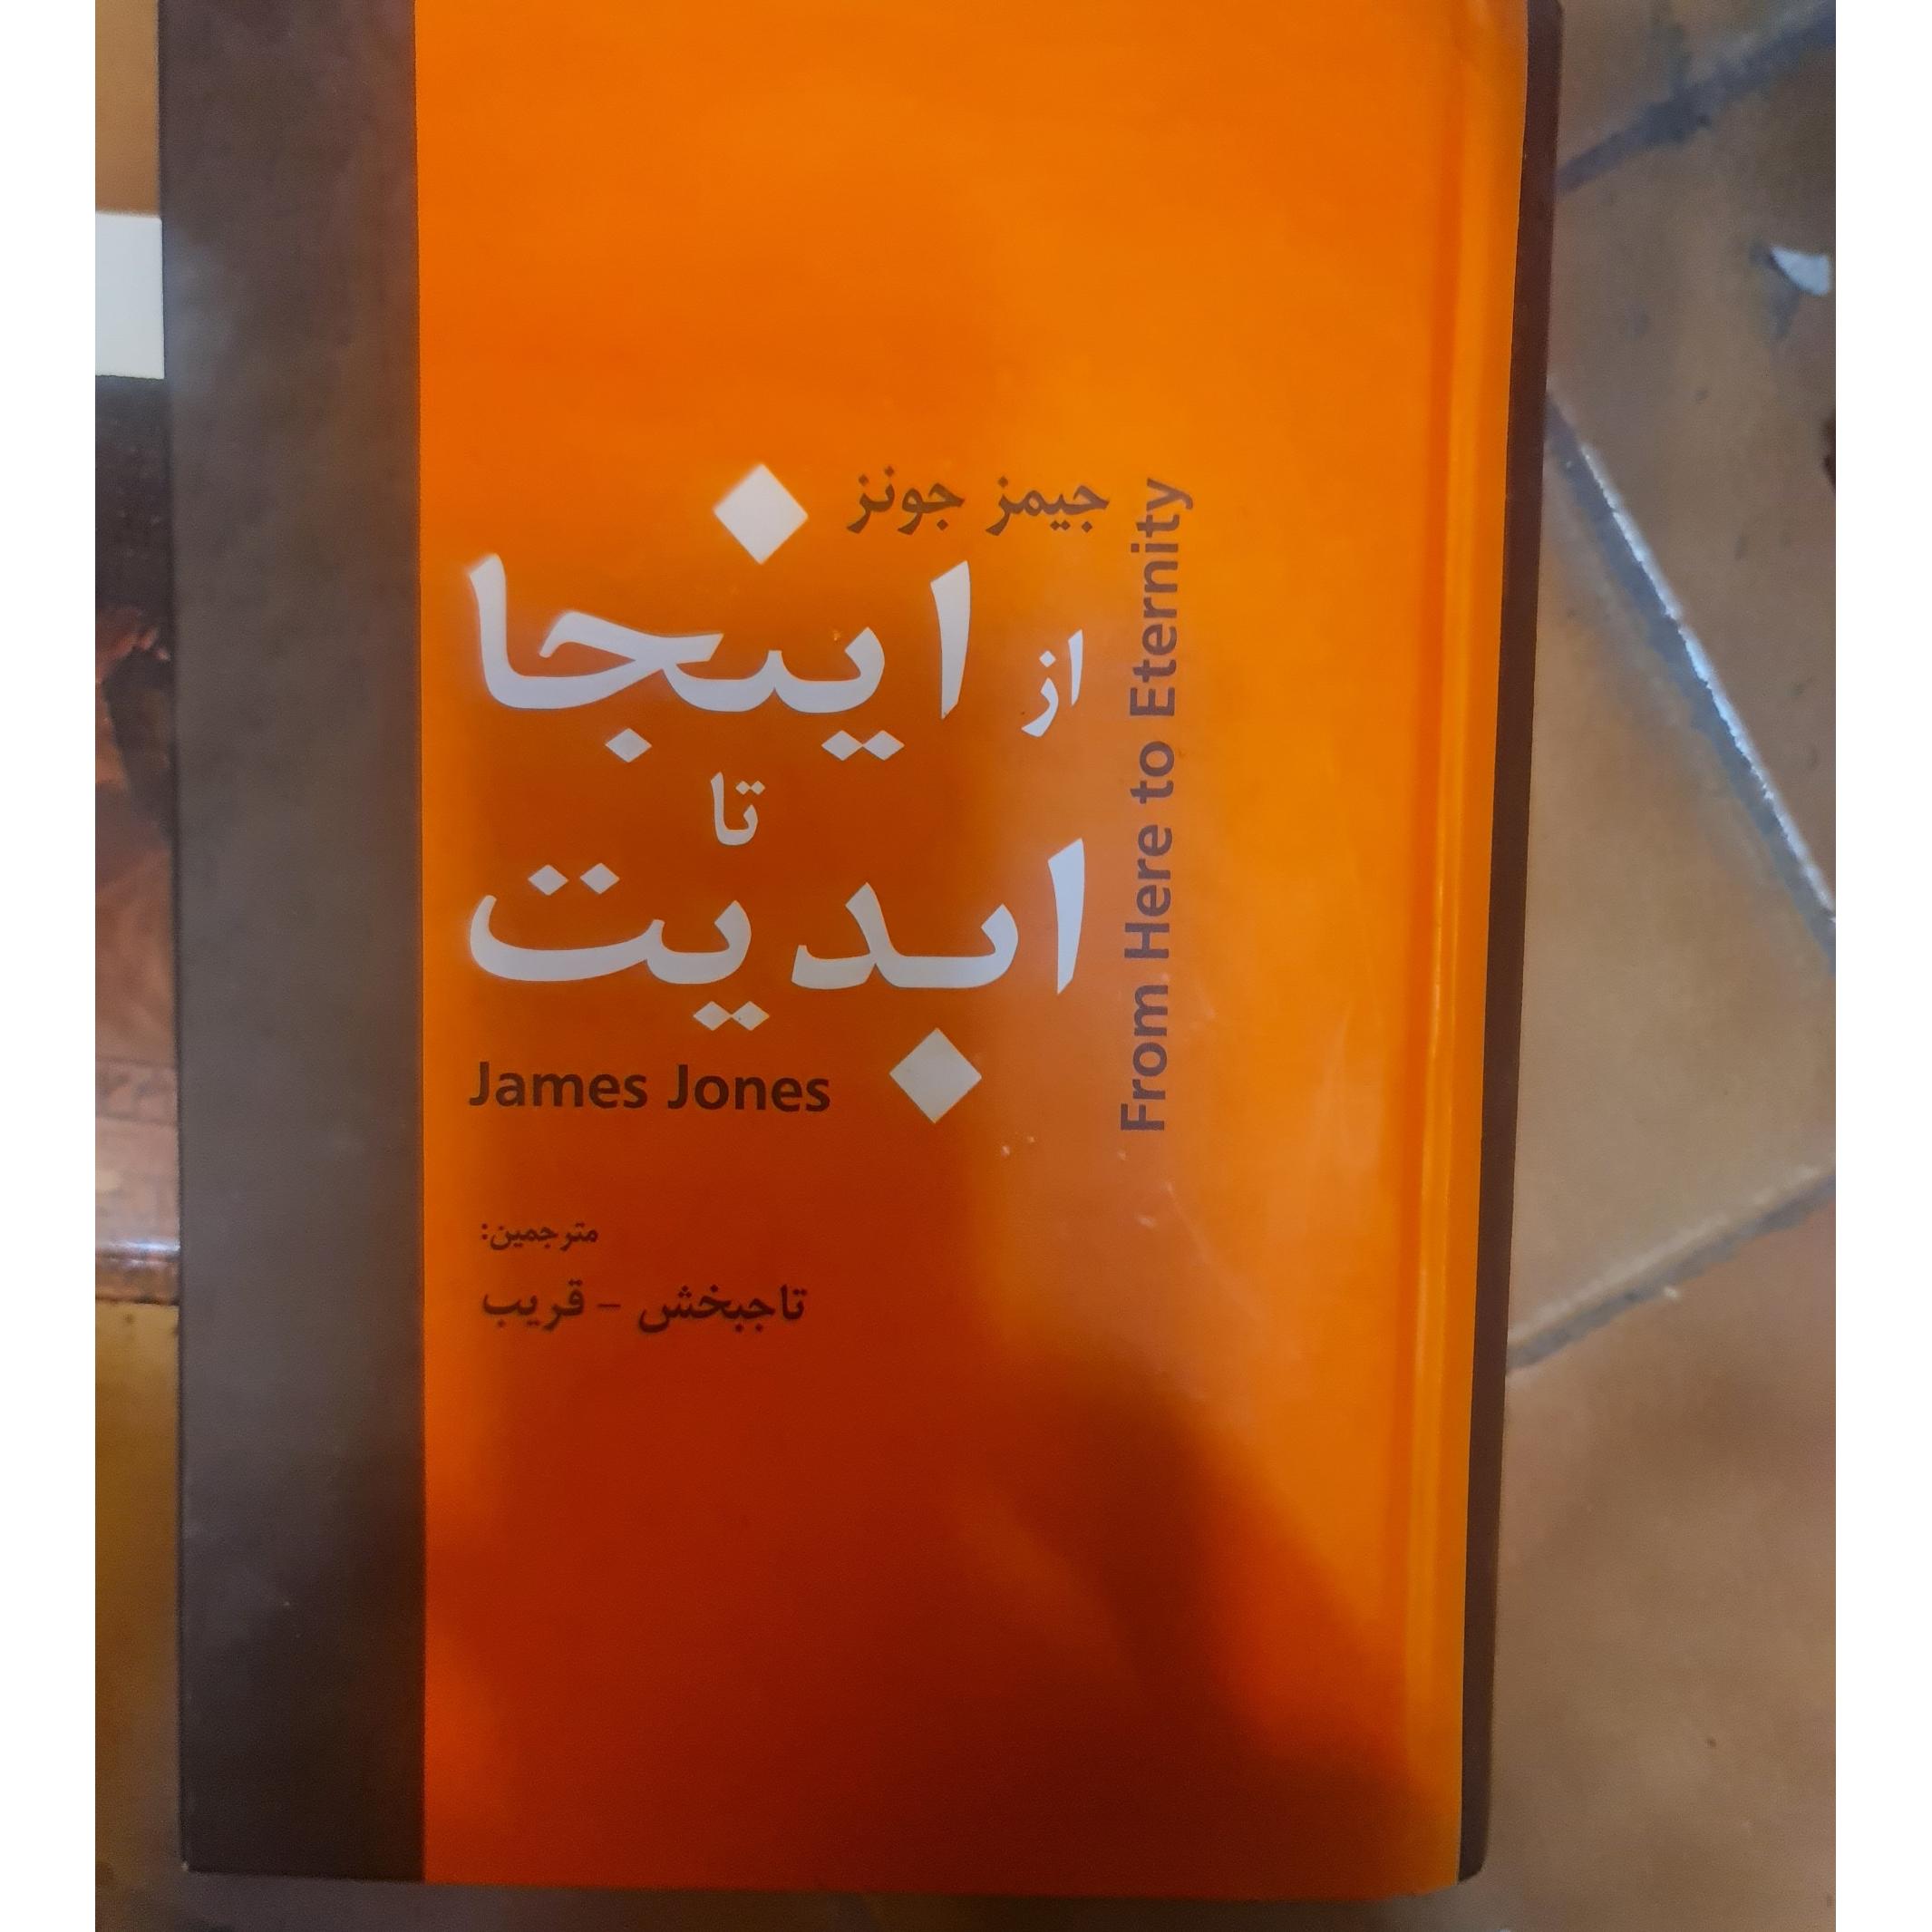 جیمز جونز
از اینجا
تا
ابدیت
From Here to Eternity
James Jones
مترجمین:
تاجبخش - قریب